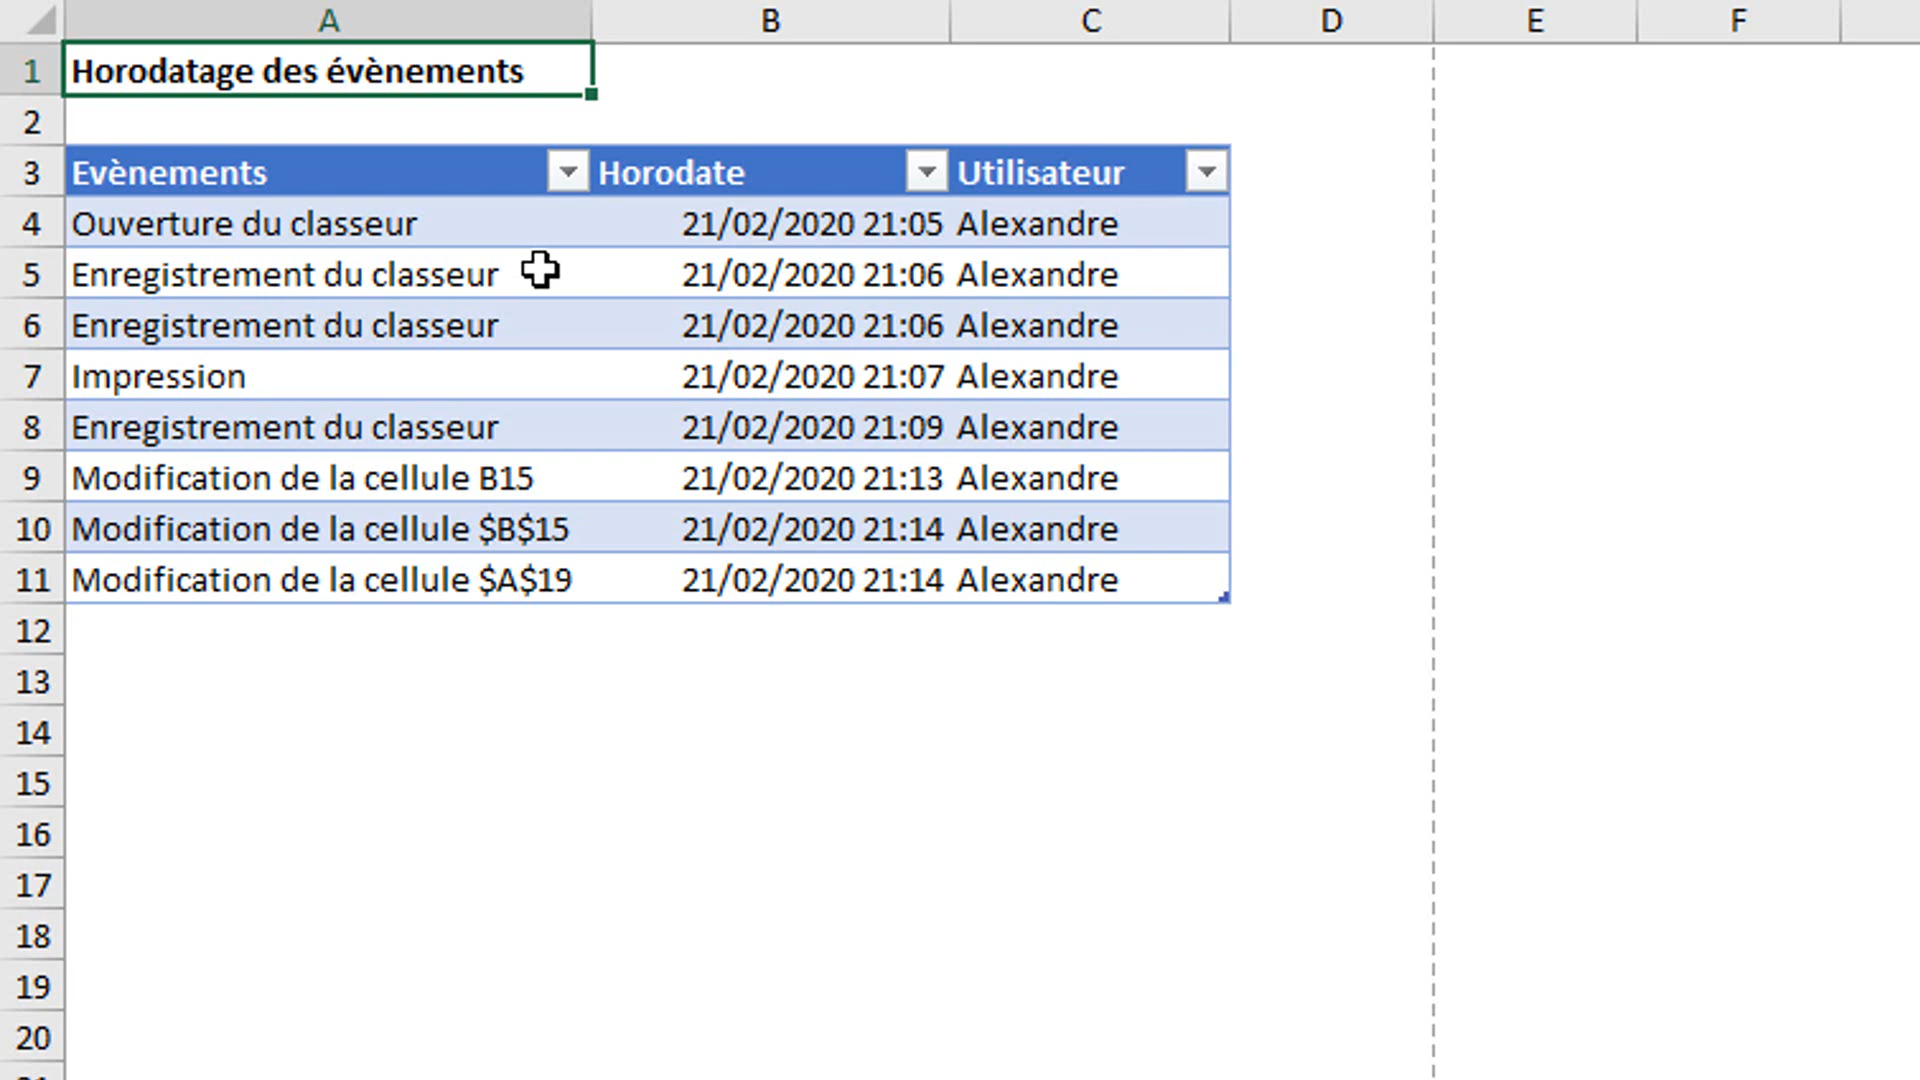 A B C D E F
1 Horodatage des évènements
2
3 Evènements Horodate Utilisateur
4 Ouverture du classeur 21/02/2020 21:05 Alexandre
5 Enregistrement du classeur 21/02/2020 21:06 Alexandre
6 Enregistrement du classeur 21/02/2020 21:06 Alexandre
7 Impression 21/02/2020 21:07 Alexandre
8 Enregistrement du classeur 21/02/2020 21:09 Alexandre
9 Modification de la cellule B15 21/02/2020 21:13 Alexandre
10 Modification de la cellule $B$15 21/02/2020 21:14 Alexandre
11 Modification de la cellule $A$19 21/02/2020 21:14 Alexandre
12
13
14
15
16
17
18
19
20